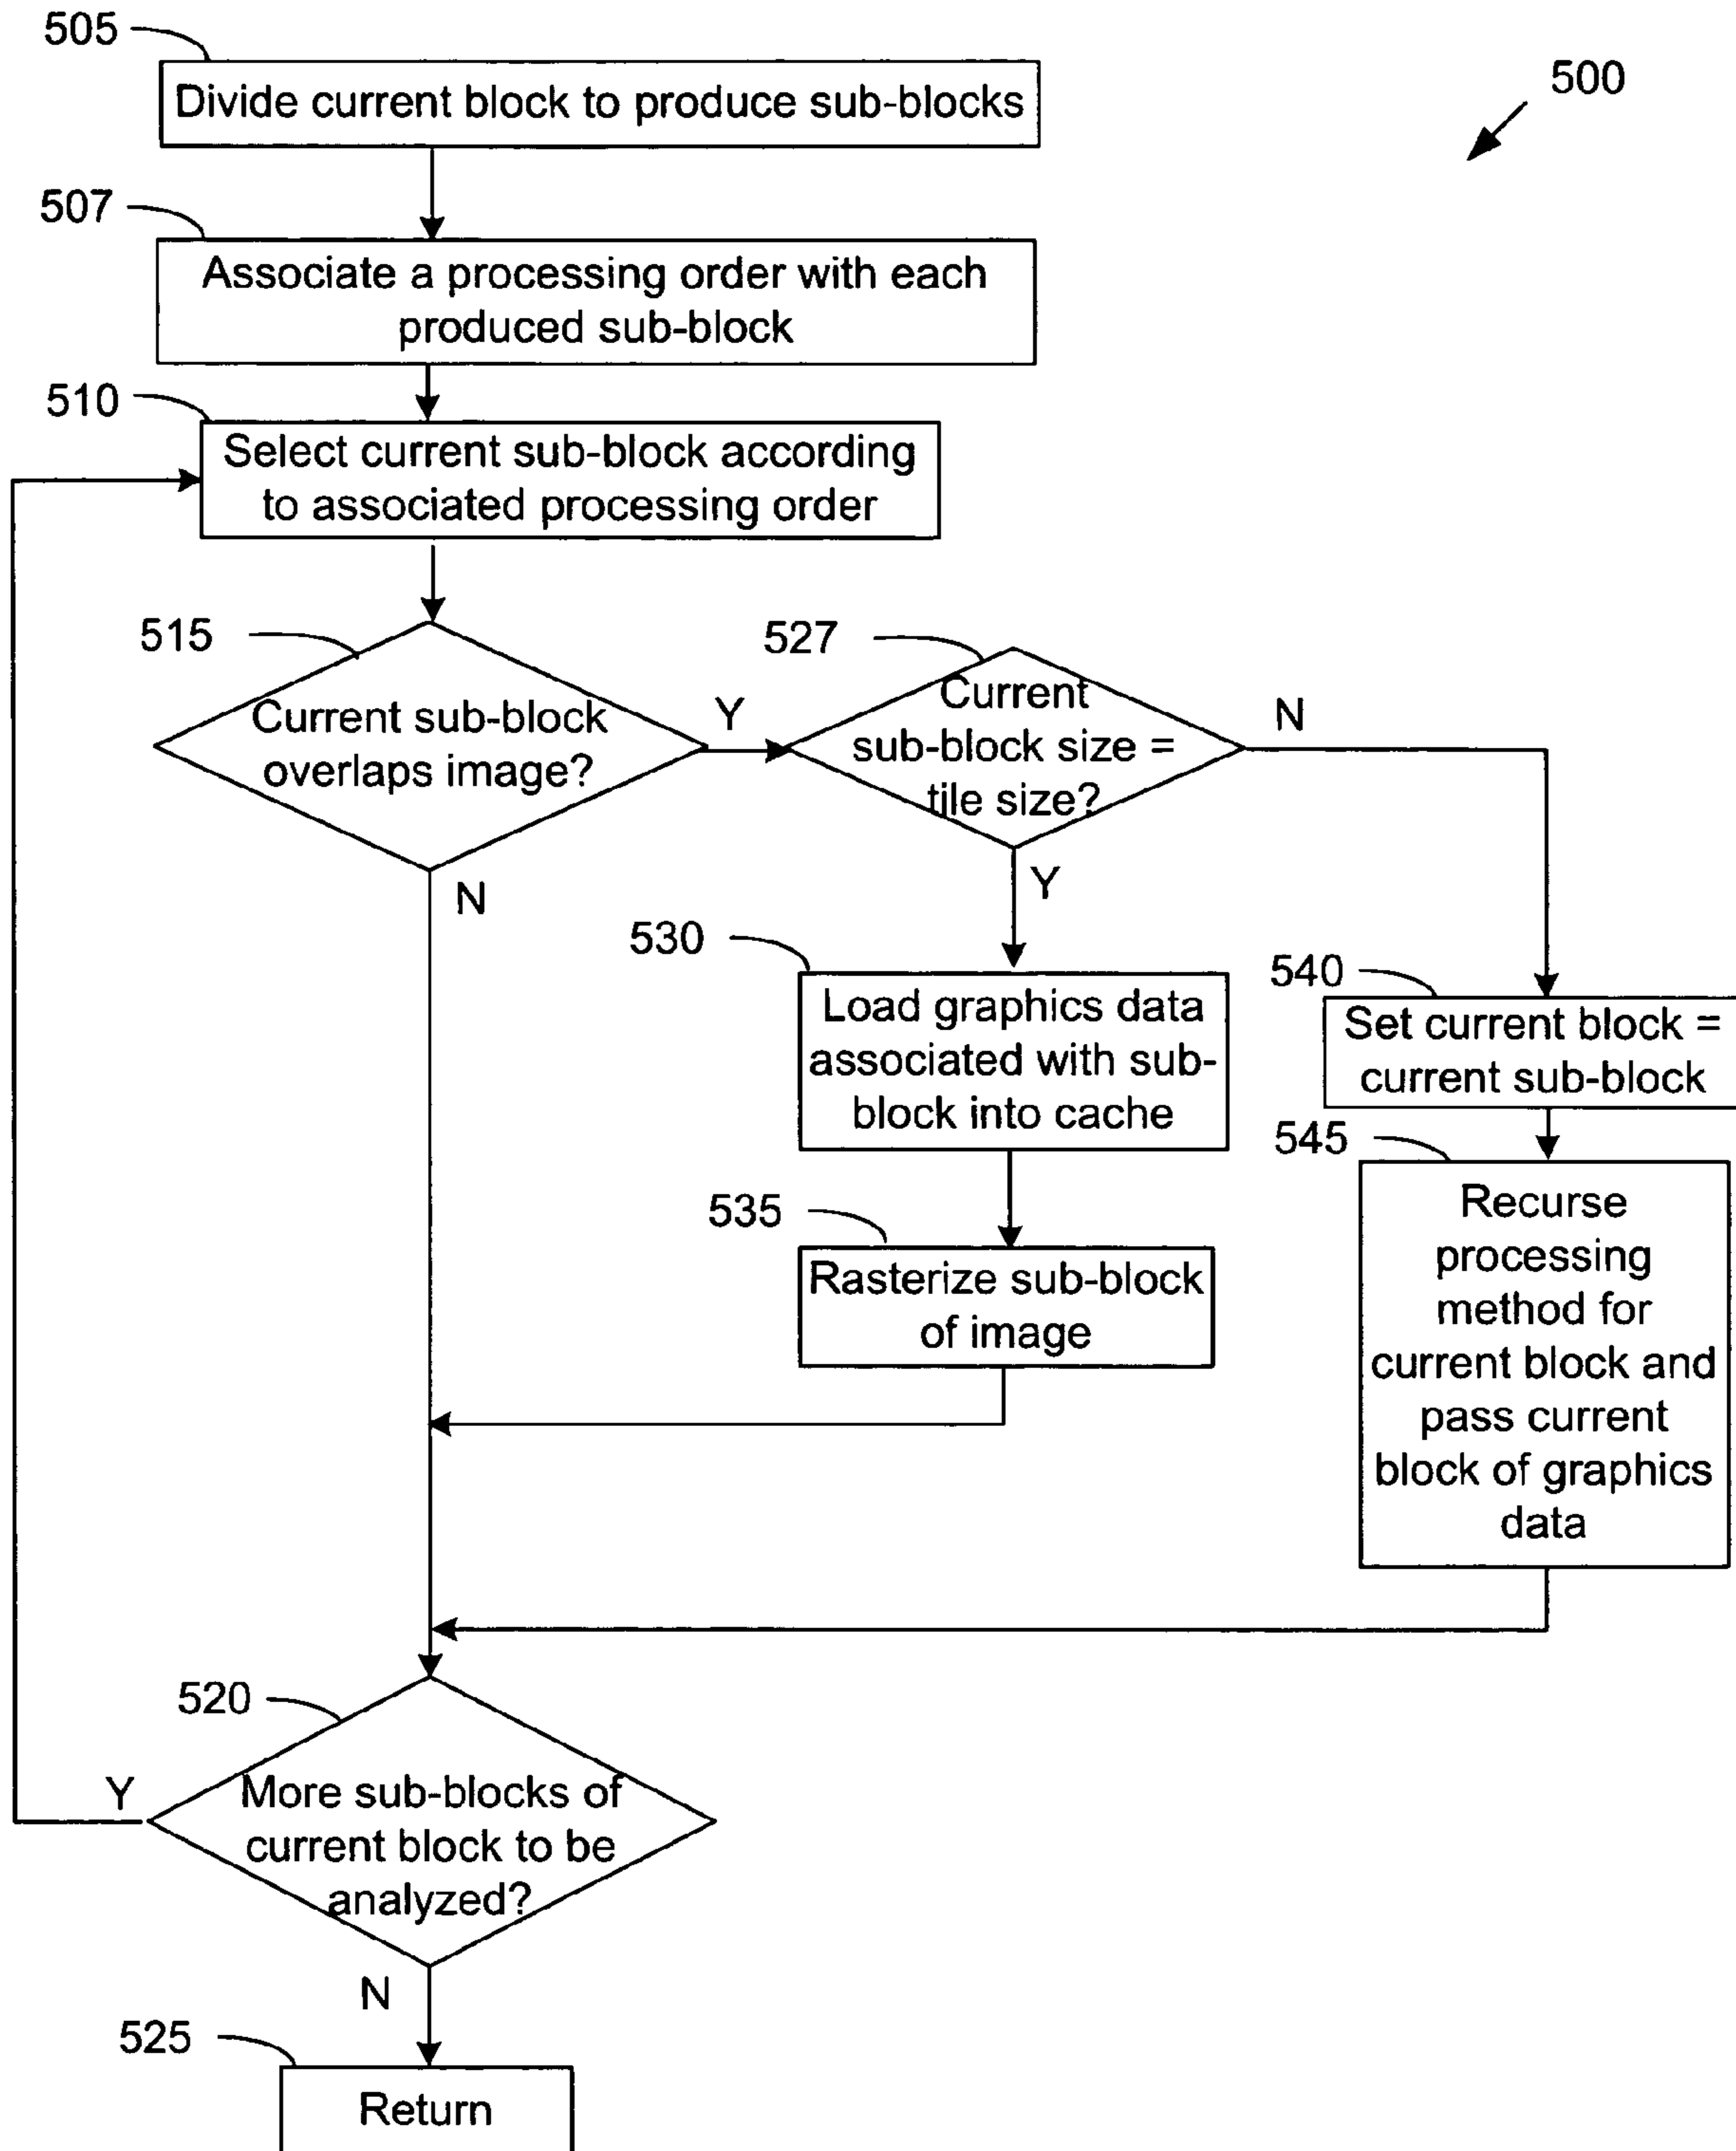 505
Divide current block to produce sub-blocks
500
507
Associate a processing order with each
produced sub-block
510
Select current sub-block according
to associated processing order
515
Current sub-block
overlaps image?
Y
N
527
Current
sub-block size =
tile size?
N
Y
530
Load graphics data
associated with sub-
block into cache
535
Rasterize sub-block
of image
540
Set current block =
current sub-block
545
Recurse
processing
method for
current block and
pass current
block of graphics
data
520
More sub-blocks of
current block to be
analyzed?
Y
N
525
Return